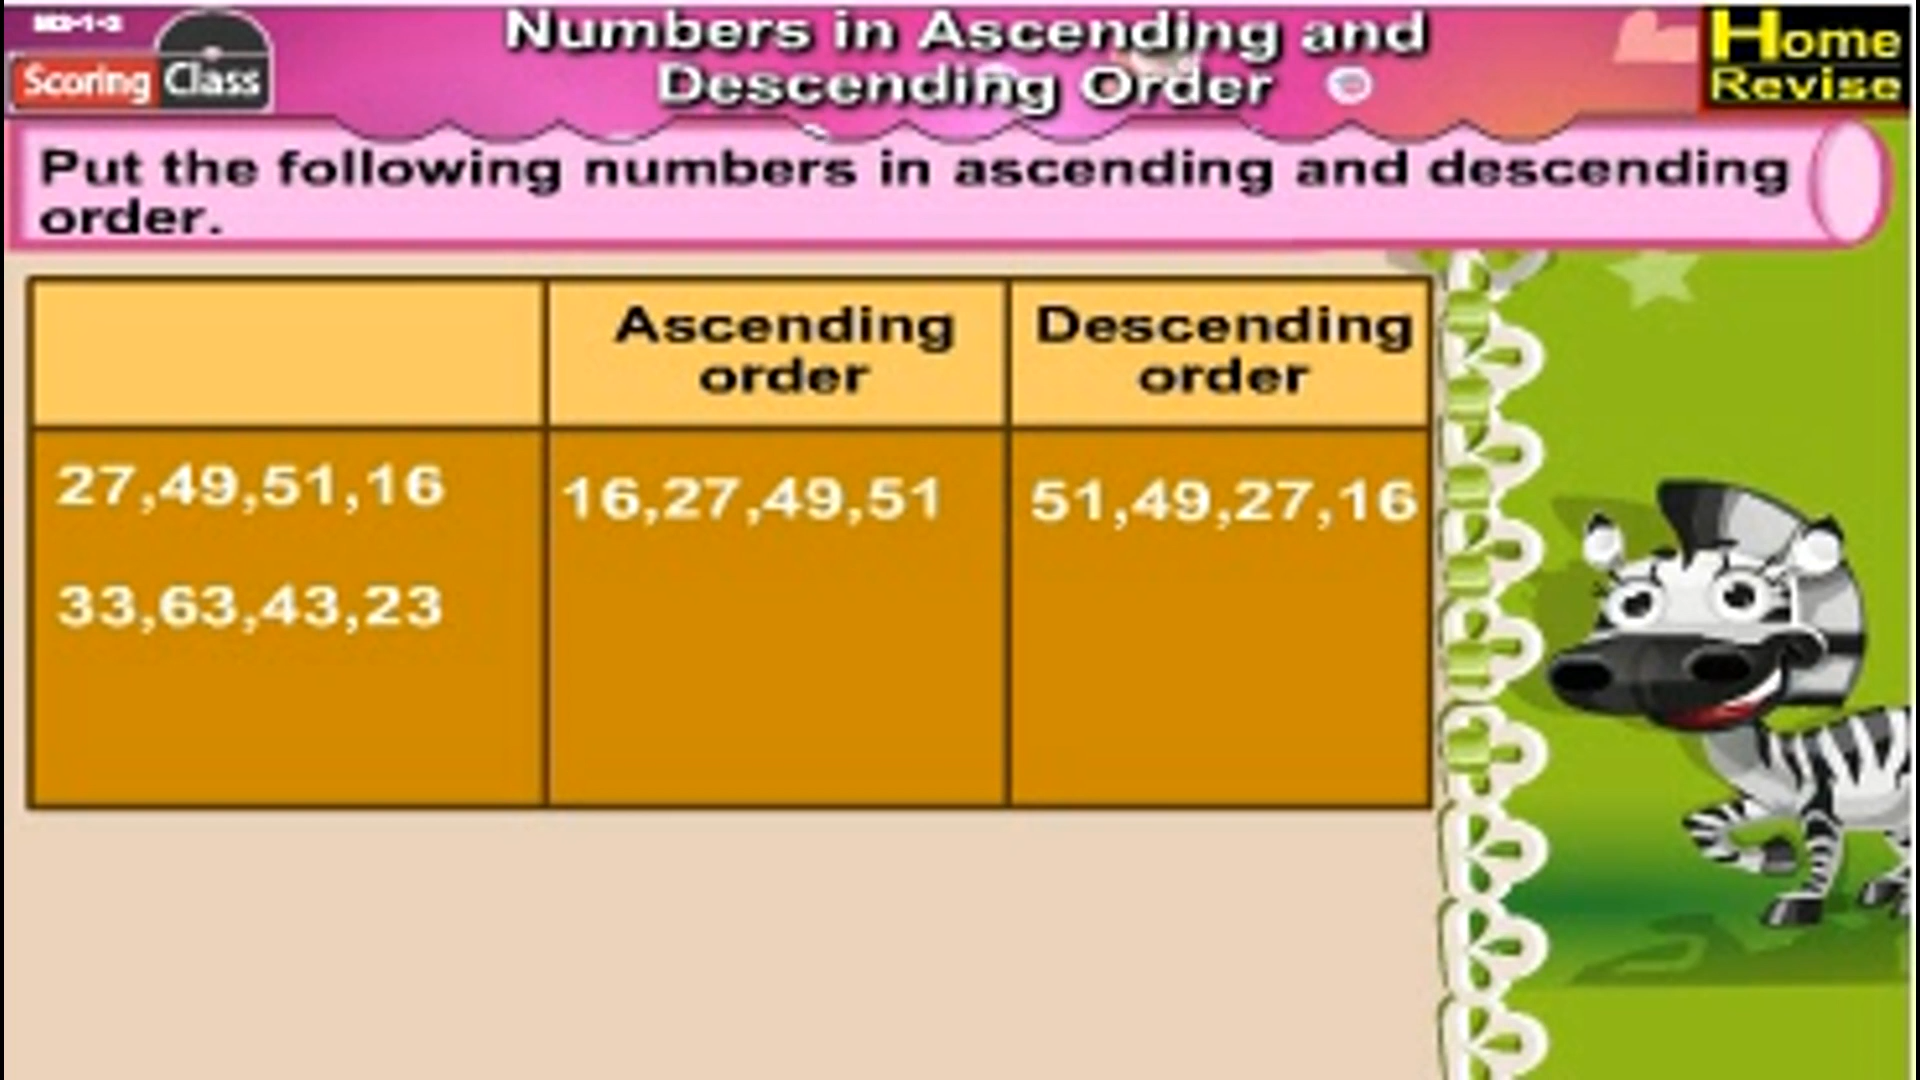 Numbers in Ascending and
Descending Order
Scoring Class
Home
Revise
Put the following numbers in ascending and descending
order.
Ascending
order
Descending
order
27,49,51,16
16,27,49,51
51,49,27,16
33,63,43,23